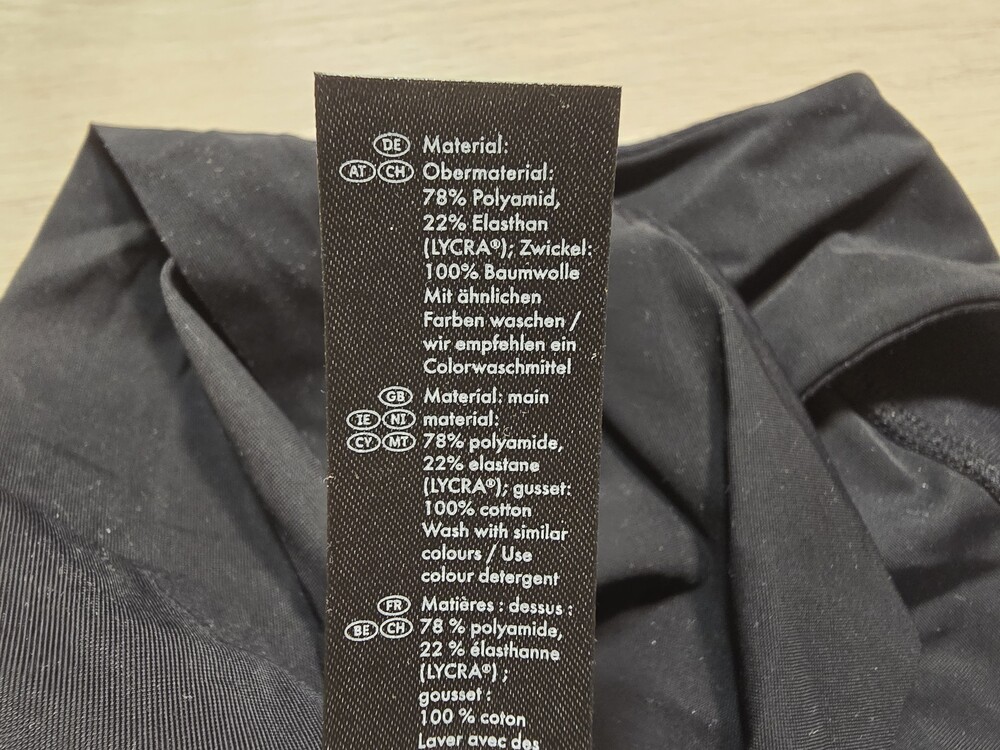 DE Material:
AT CH Obermaterial:
78% Polyamid,
22% Elasthan
(LYCRA®); Zwickel:
100% Baumwolle
Mit ähnlichen
Farben waschen /
wir empfehlen ein
Colorwaschmittel
GB Material: main
IE NI material:
CY MT 78% polyamide,
22% elastane
(LYCRA®); gusset:
100% cotton
Wash with similar
colours / Use
colour detergent
FR Matières : dessus :
BE CH 78 % polyamide,
22 % élasthanne
(LYCRA®) ;
gousset :
100 % coton
Laver avec des